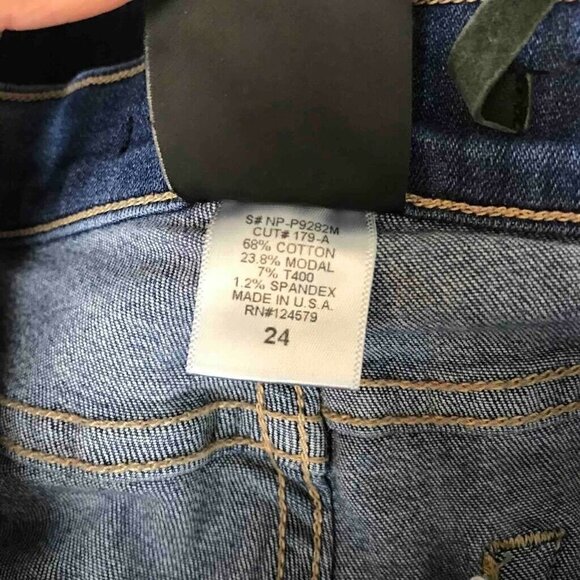 S# NP-P9282M
CUT# 179-A
68% COTTON
23.8% MODAL
7% T400
1.2% SPANDEX
MADE IN U.S.A.
RN#124579
24